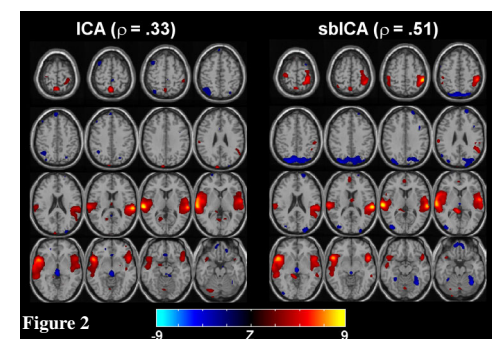 ICA (ρ = .33)
sbICA (ρ = .51)
Figure 2
-9 Z 9